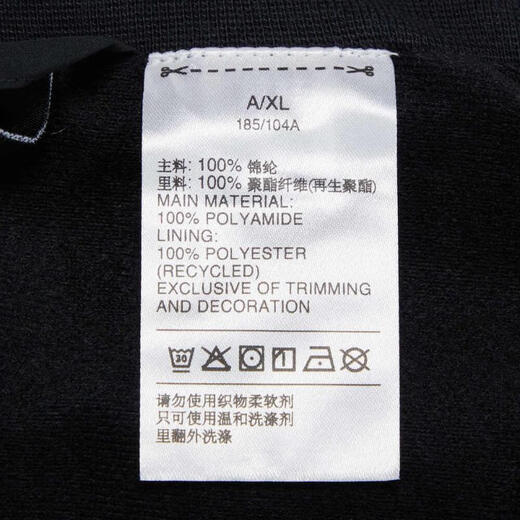 A/XL
185/104A
主料: 100% 锦纶
里料: 100% 聚酯纤维(再生聚酯)
MAIN MATERIAL:
100% POLYAMIDE
LINING:
100% POLYESTER
(RECYCLED)
EXCLUSIVE OF TRIMMING
AND DECORATION
30
请勿使用织物柔软剂
只可使用温和洗涤剂
里翻外洗涤